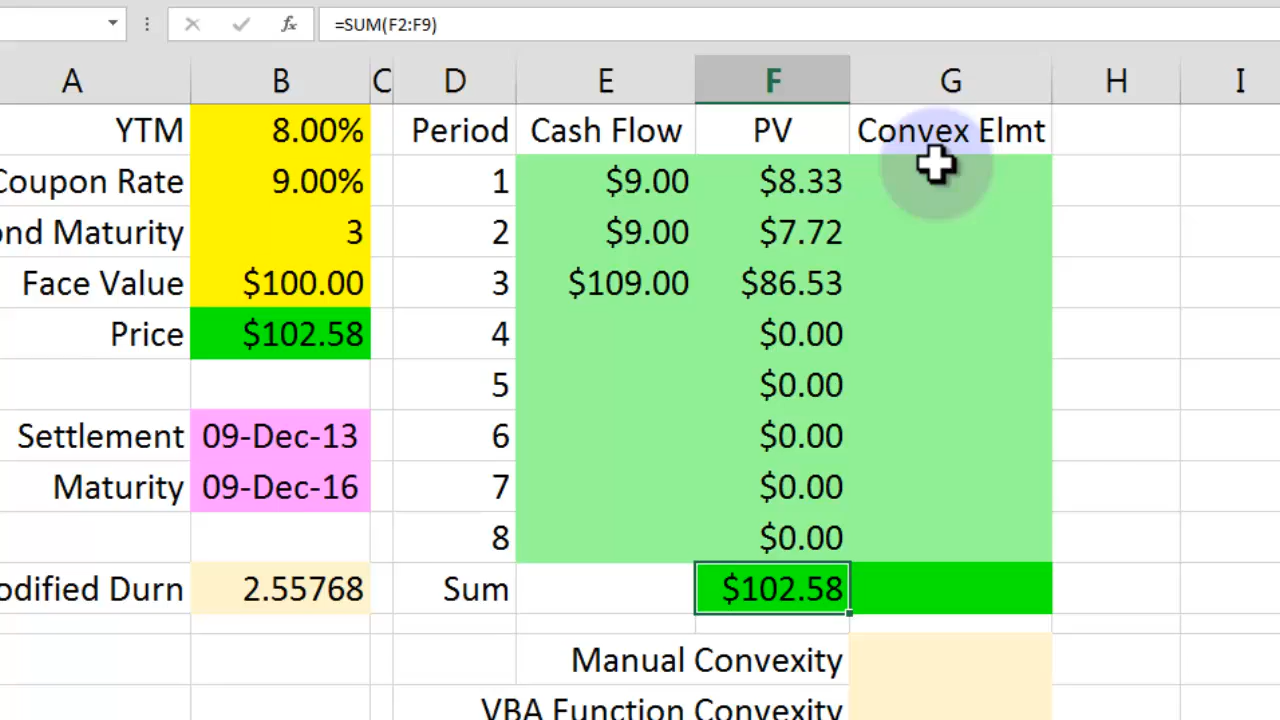 =SUM(F2:F9)
A B C D E F G H I
YTM 8.00% Period Cash Flow PV Convex Elmt
Coupon Rate 9.00% 1 $9.00 $8.33
ond Maturity 3 2 $9.00 $7.72
Face Value $100.00 3 $109.00 $86.53
Price $102.58 4 $0.00
5 $0.00
Settlement 09-Dec-13 6 $0.00
Maturity 09-Dec-16 7 $0.00
8 $0.00
odified Durn 2.55768 Sum $102.58
Manual Convexity
VBA Function Convexity